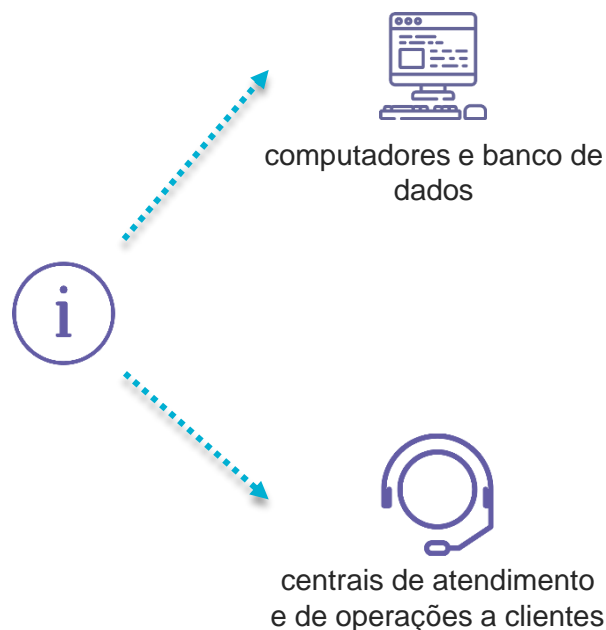 computadores e banco de
dados
i
centrais de atendimento
e de operações a clientes